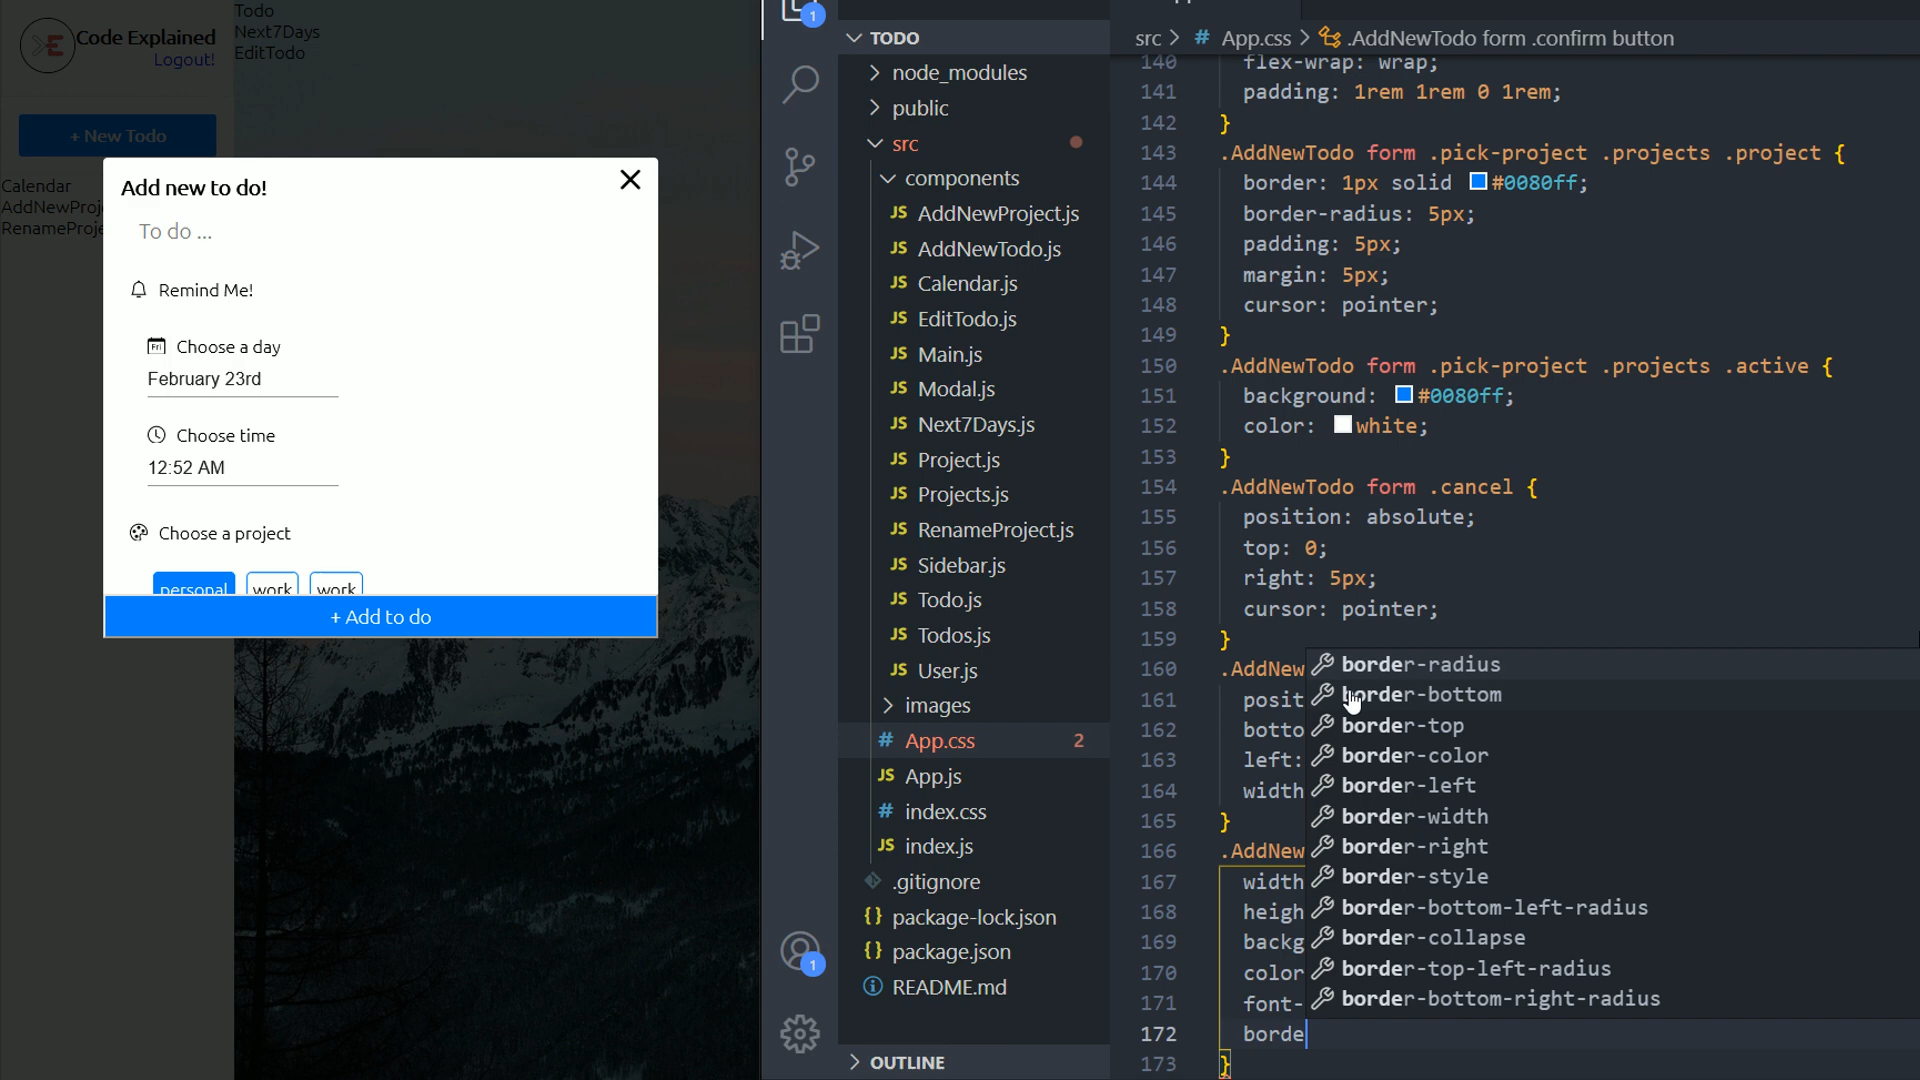 Code Explained
Logout!
+ New Todo
Calendar
AddNewProje
RenameProje
Todo
Next7Days
EditTodo
Add new to do!
To do ...
Remind Me!
Choose a day
February 23rd
Choose time
12:52 AM
Choose a project
personal work work
+ Add to do
1
1
TODO
node_modules
public
src
components
JS AddNewProject.js
JS AddNewTodo.js
JS Calendar.js
JS EditTodo.js
JS Main.js
JS Modal.js
JS Next7Days.js
JS Project.js
JS Projects.js
JS RenameProject.js
JS Sidebar.js
JS Todo.js
JS Todos.js
JS User.js
images
# App.css 2
JS App.js
# index.css
JS index.js
.gitignore
{} package-lock.json
{} package.json
README.md
OUTLINE
src > # App.css > .AddNewTodo form .confirm button
140 flex-wrap: wrap;
141 padding: 1rem 1rem 0 1rem;
142 }
143 .AddNewTodo form .pick-project .projects .project {
144 border: 1px solid #0080ff;
145 border-radius: 5px;
146 padding: 5px;
147 margin: 5px;
148 cursor: pointer;
149 }
150 .AddNewTodo form .pick-project .projects .active {
151 background: #0080ff;
152 color: white;
153 }
154 .AddNewTodo form .cancel {
155 position: absolute;
156 top: 0;
157 right: 5px;
158 cursor: pointer;
159 }
160 .AddNew
161 posit
162 botto
163 left:
164 width
165 }
166 .AddNew
167 width
168 heigh
169 backg
170 color
171 font-
172 borde
173 }
border-radius
border-bottom
border-top
border-color
border-left
border-width
border-right
border-style
border-bottom-left-radius
border-collapse
border-top-left-radius
border-bottom-right-radius